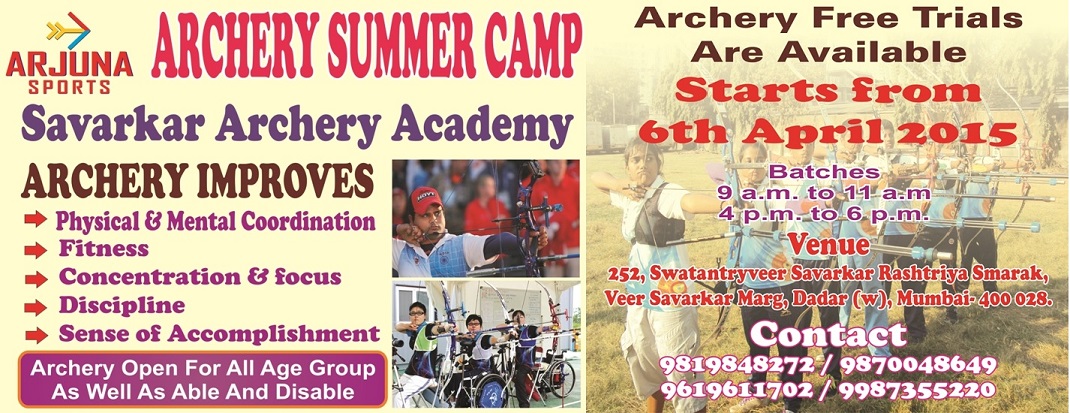 ARJUNA
SPORTS
ARCHERY SUMMER CAMP
Savarkar Archery Academy
ARCHERY IMPROVES
Physical & Mental Coordination
Fitness
Concentration & focus
Discipline
Sense of Accomplishment
Archery Open For All Age Group
As Well As Able And Disable
HOYT
Archery Free Trials
Are Available
Starts from
6th April 2015
Batches
9 a.m. to 11 a.m
4 p.m. to 6 p.m.
Venue
252, Swatantryveer Savarkar Rashtriya Smarak,
Veer Savarkar Marg, Dadar (w), Mumbai- 400 028.
Contact
9819848272 / 9870048649
9619611702 / 9987355220